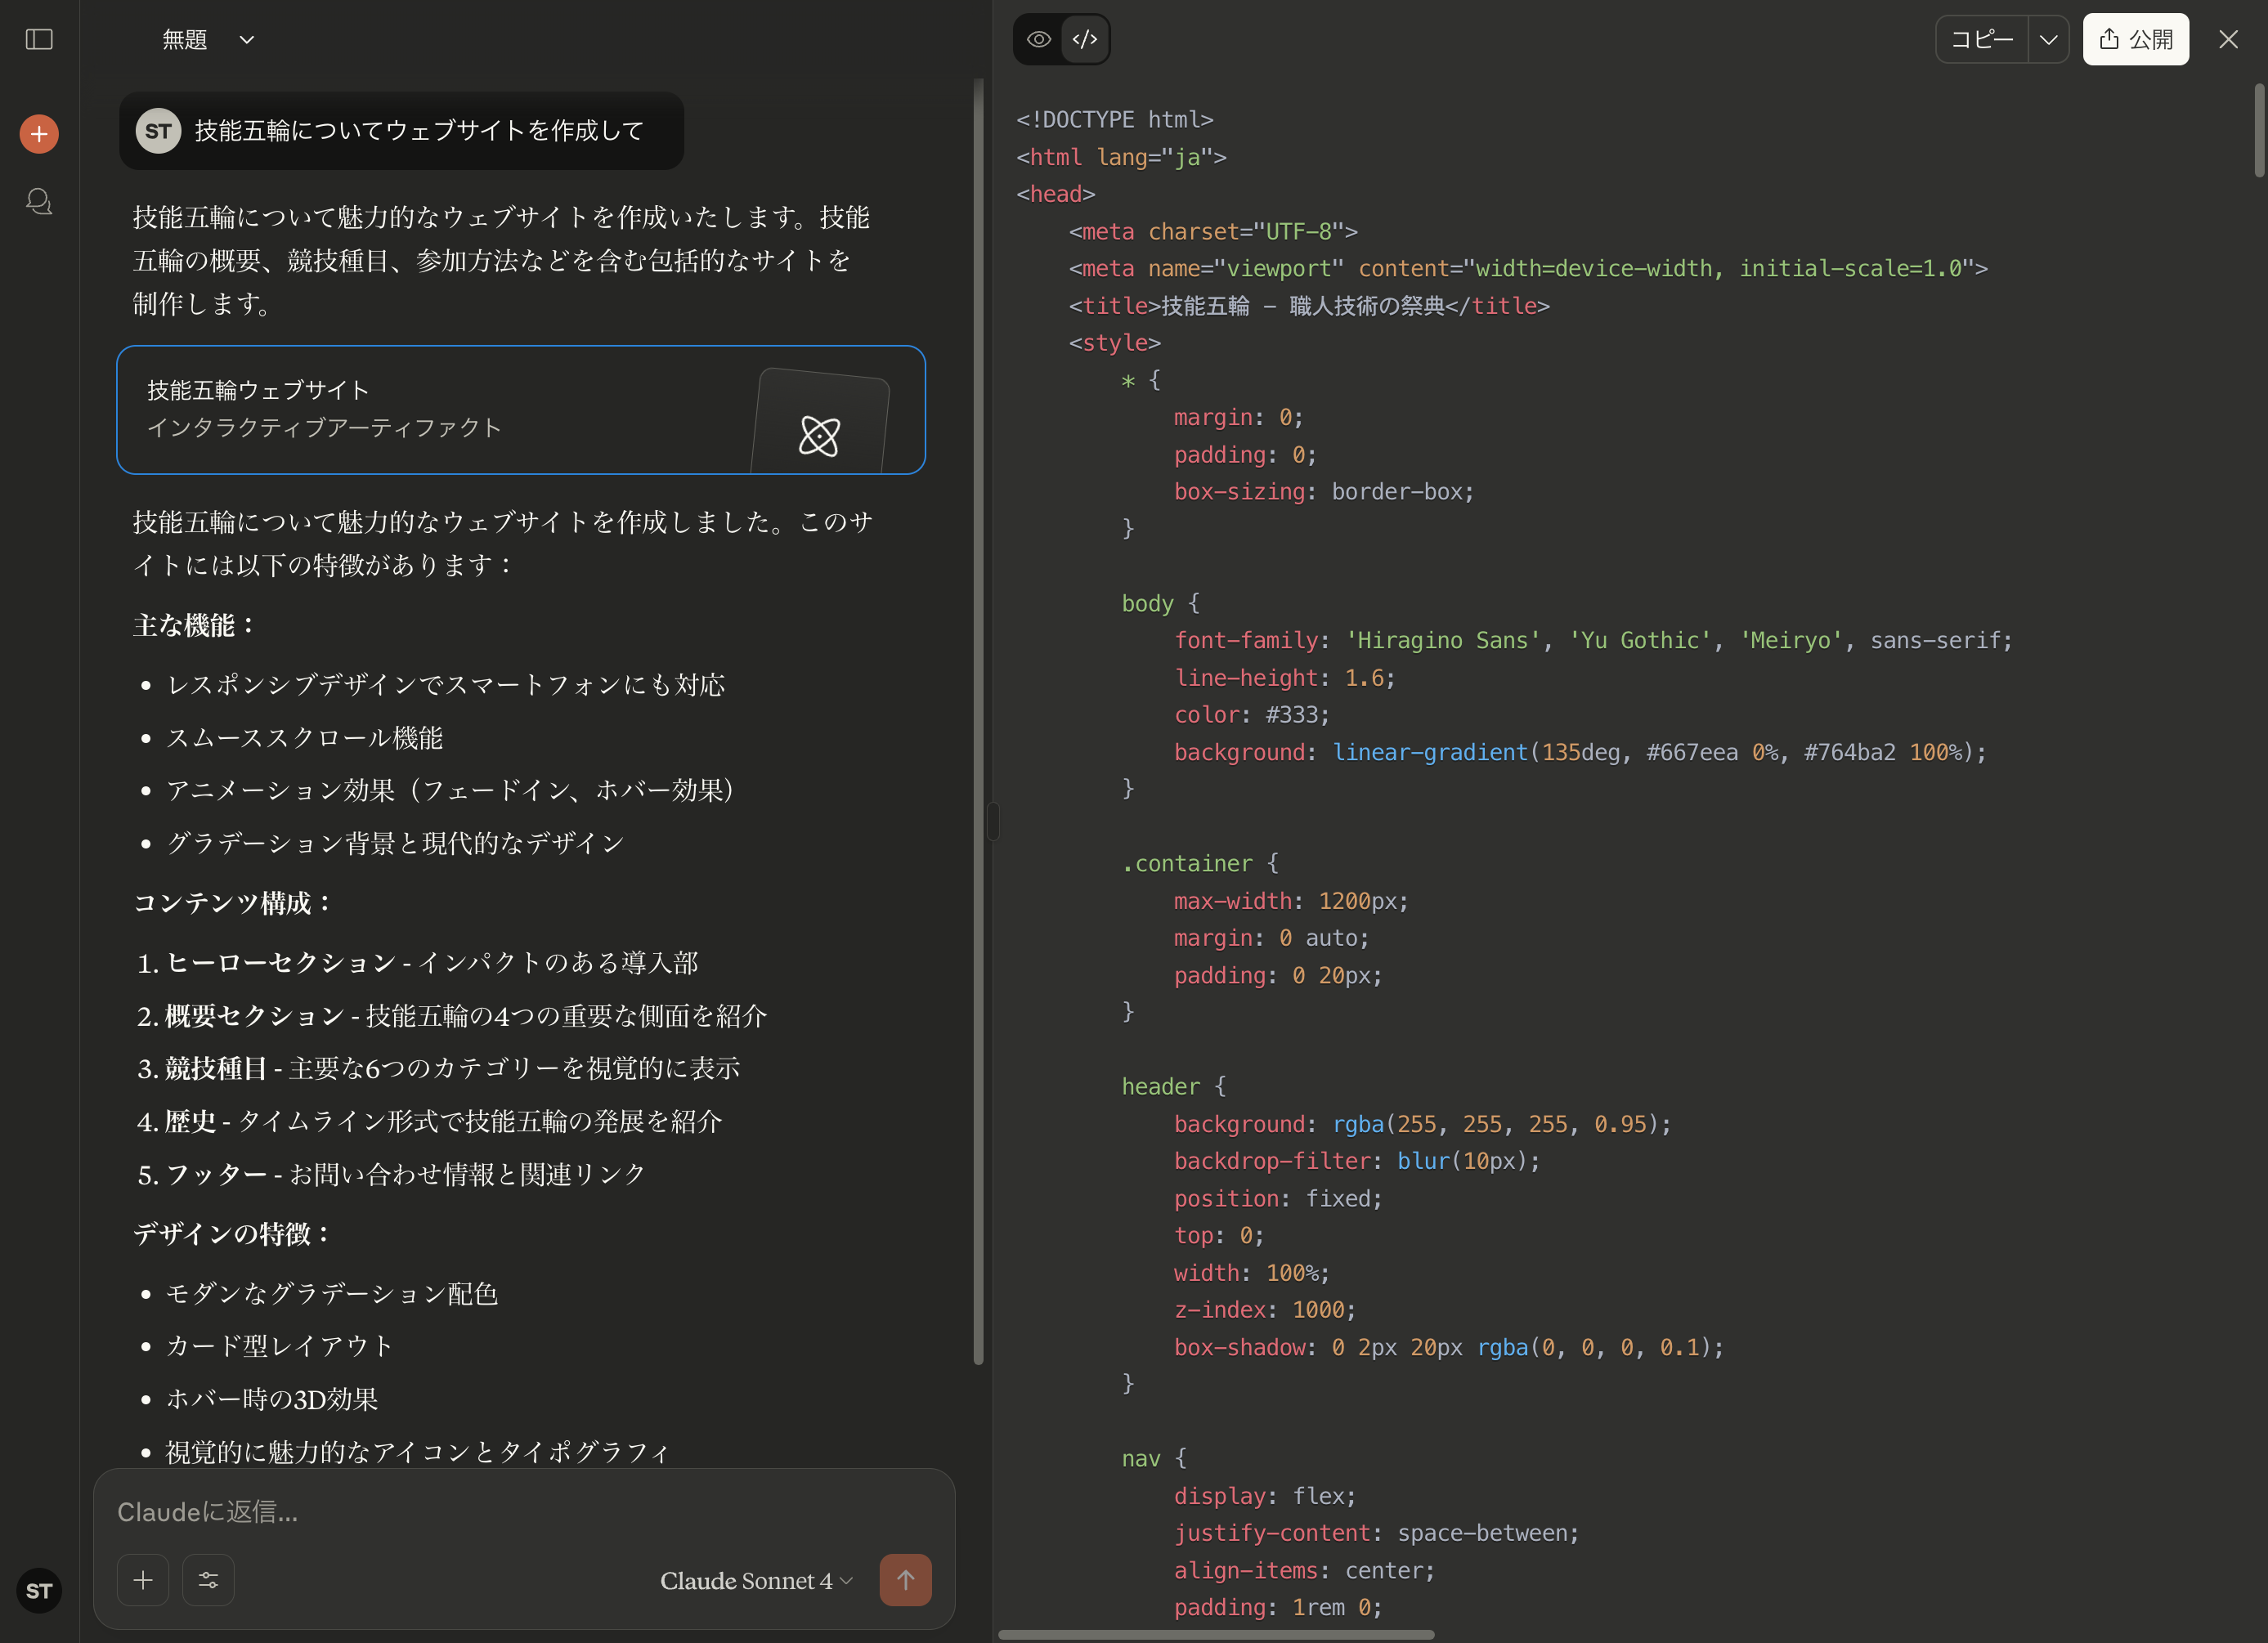 無題
ST 技能五輪についてウェブサイトを作成して
技能五輪について魅力的なウェブサイトを作成いたします。技能
五輪の概要、競技種目、参加方法などを含む包括的なサイトを
制作します。
技能五輪ウェブサイト
インタラクティブアーティファクト
技能五輪について魅力的なウェブサイトを作成しました。このサ
イトには以下の特徴があります：
主な機能：
• レスポンシブデザインでスマートフォンにも対応
• スムーススクロール機能
• アニメーション効果（フェードイン、ホバー効果）
• グラデーション背景と現代的なデザイン
コンテンツ構成：
1. ヒーローセクション - インパクトのある導入部
2. 概要セクション - 技能五輪の4つの重要な側面を紹介
3. 競技種目 - 主要な6つのカテゴリーを視覚的に表示
4. 歴史 - タイムライン形式で技能五輪の発展を紹介
5. フッター - お問い合わせ情報と関連リンク
デザインの特徴：
• モダンなグラデーション配色
• カード型レイアウト
• ホバー時の3D効果
• 視覚的に魅力的なアイコンとタイポグラフィ
Claudeに返信...
Claude Sonnet 4
ST
</> コピー 公開
<!DOCTYPE html>
<html lang="ja">
<head>
    <meta charset="UTF-8">
    <meta name="viewport" content="width=device-width, initial-scale=1.0">
    <title>技能五輪 - 職人技術の祭典</title>
    <style>
        * {
            margin: 0;
            padding: 0;
            box-sizing: border-box;
        }
        body {
            font-family: 'Hiragino Sans', 'Yu Gothic', 'Meiryo', sans-serif;
            line-height: 1.6;
            color: #333;
            background: linear-gradient(135deg, #667eea 0%, #764ba2 100%);
        }
        .container {
            max-width: 1200px;
            margin: 0 auto;
            padding: 0 20px;
        }
        header {
            background: rgba(255, 255, 255, 0.95);
            backdrop-filter: blur(10px);
            position: fixed;
            top: 0;
            width: 100%;
            z-index: 1000;
            box-shadow: 0 2px 20px rgba(0, 0, 0, 0.1);
        }
        nav {
            display: flex;
            justify-content: space-between;
            align-items: center;
            padding: 1rem 0;